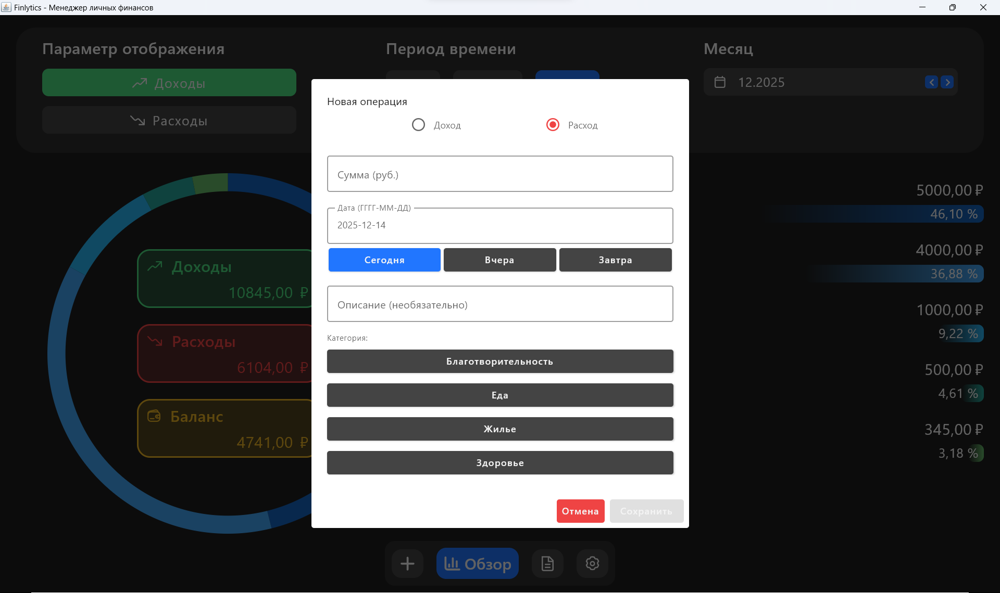 Finlytics - Менеджер личных финансов
Параметр отображения
Доходы
Расходы
Период времени
Месяц
12.2025
Доходы
10845,00 ₽
Расходы
6104,00 ₽
Баланс
4741,00 ₽
Новая операция
Доход
Расход
Сумма (руб.)
Дата (ГГГГ-ММ-ДД)
2025-12-14
Сегодня
Вчера
Завтра
Описание (необязательно)
Категория:
Благотворительность
Еда
Жилье
Здоровье
Отмена
Сохранить
5000,00 ₽
46,10 %
4000,00 ₽
36,88 %
1000,00 ₽
9,22 %
500,00 ₽
4,61 %
345,00 ₽
3,18 %
Обзор